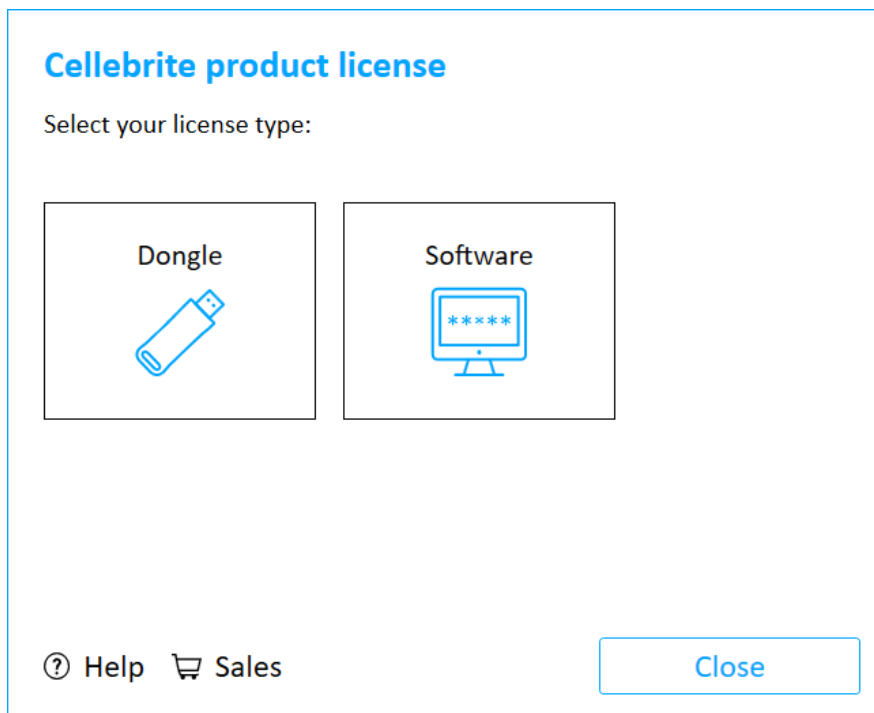 Cellebrite product license
Select your license type:
Dongle
Software
*****
Help
Sales
Close